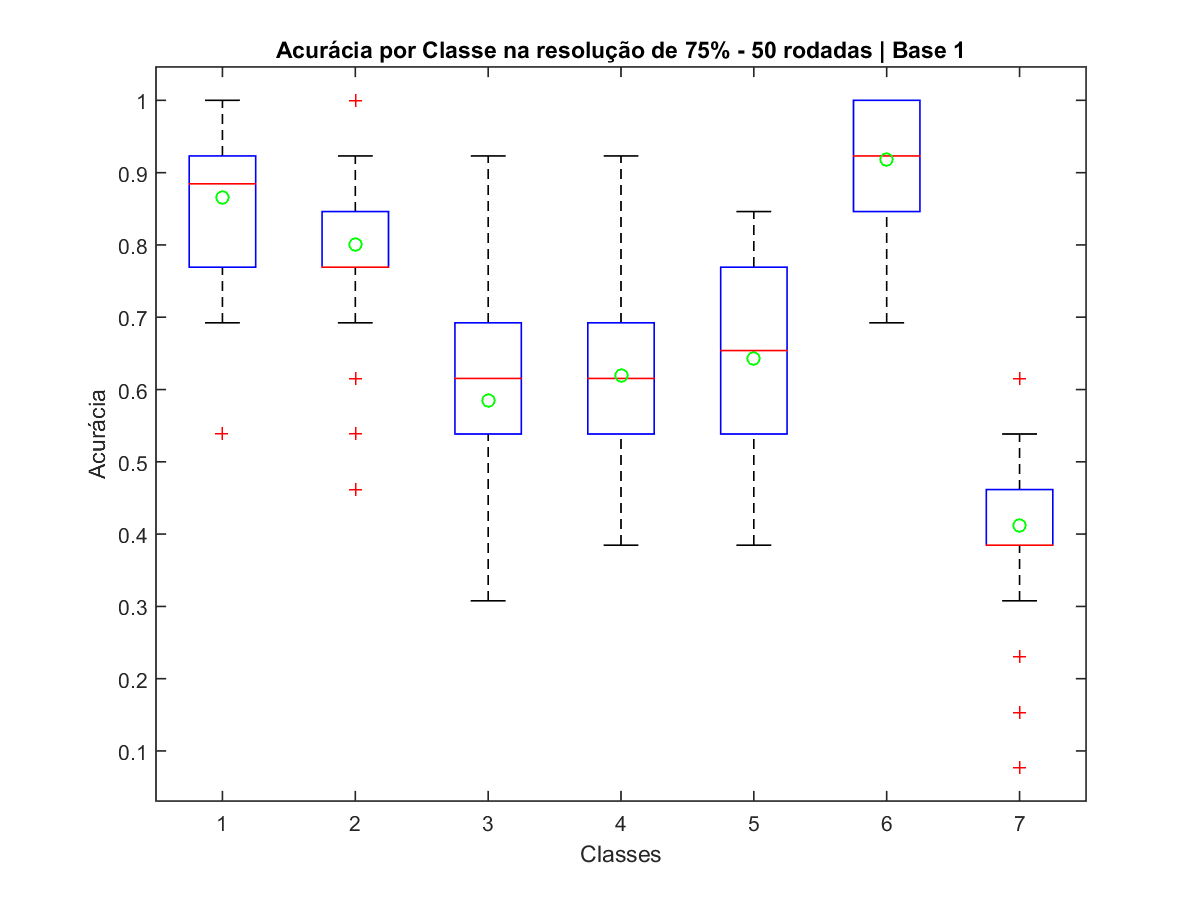 Acurácia por Classe na resolução de 75% - 50 rodadas | Base 1
1
0.9
0.8
0.7
0.6
0.5
0.4
0.3
0.2
0.1
Acurácia
1 2 3 4 5 6 7
Classes